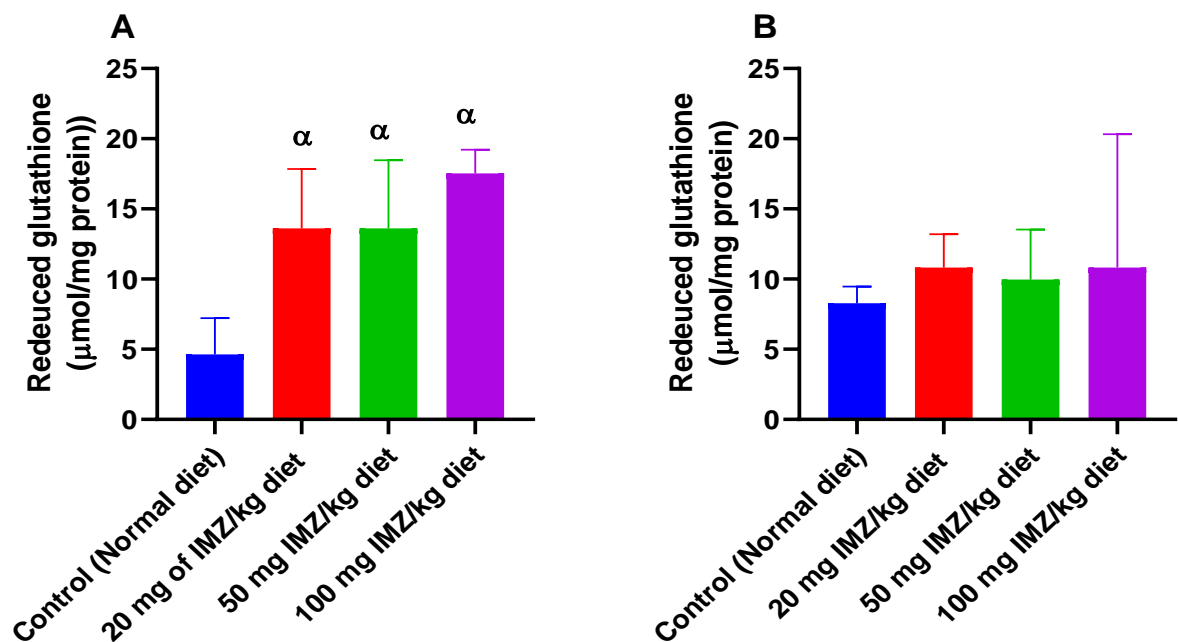 A
Redeuced glutathione
(μmol/mg protein))
25
20
15
10
5
0
α
α
α
Control (Normal diet)
20 mg of IMZ/kg diet
50 mg IMZ/kg diet
100 mg IMZ/kg diet
B
Redeuced glutathione
(μmol/mg protein)
25
20
15
10
5
0
Control (Normal diet)
20 mg IMZ/kg diet
50 mg IMZ/kg diet
100 mg IMZ/kg diet